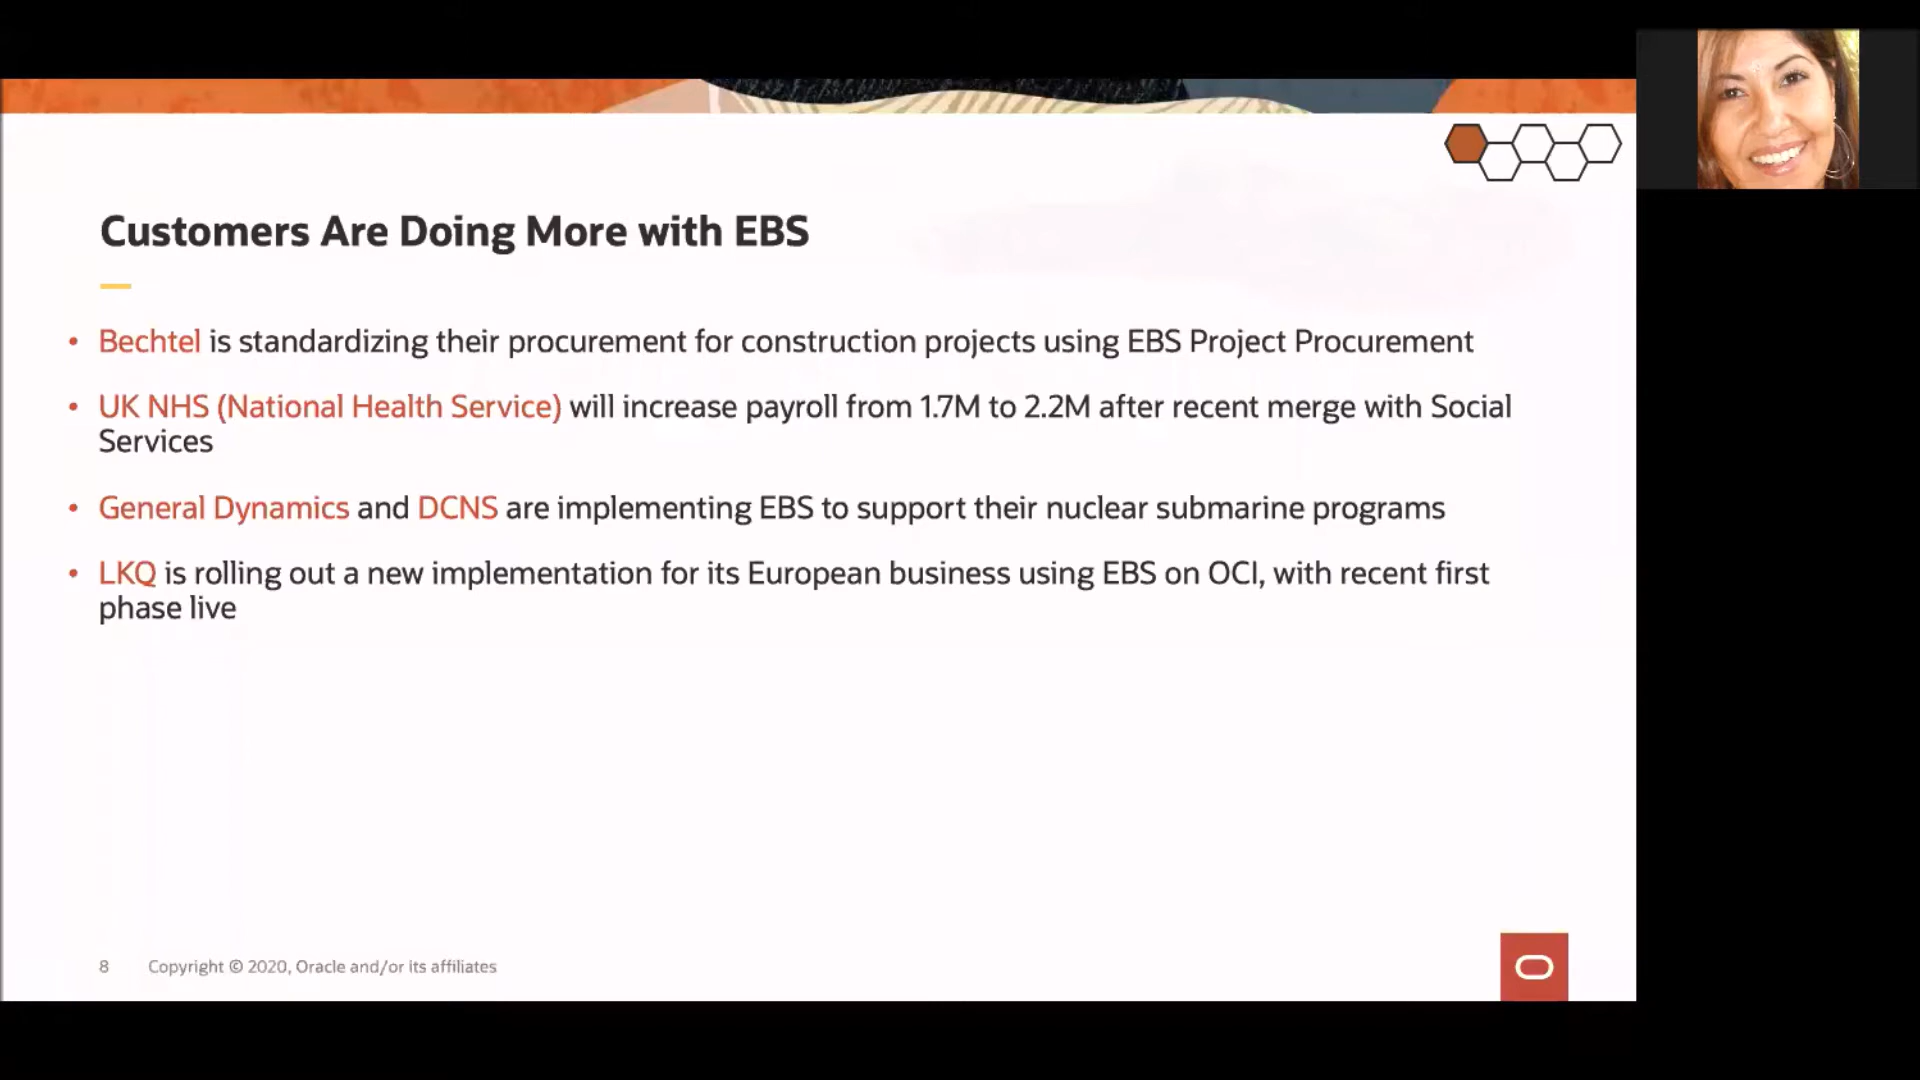 Customers Are Doing More with EBS
• Bechtel is standardizing their procurement for construction projects using EBS Project Procurement
• UK NHS (National Health Service) will increase payroll from 1.7M to 2.2M after recent merge with Social
Services
• General Dynamics and DCNS are implementing EBS to support their nuclear submarine programs
• LKQ is rolling out a new implementation for its European business using EBS on OCI, with recent first
phase live
8 Copyright © 2020, Oracle and/or its affiliates